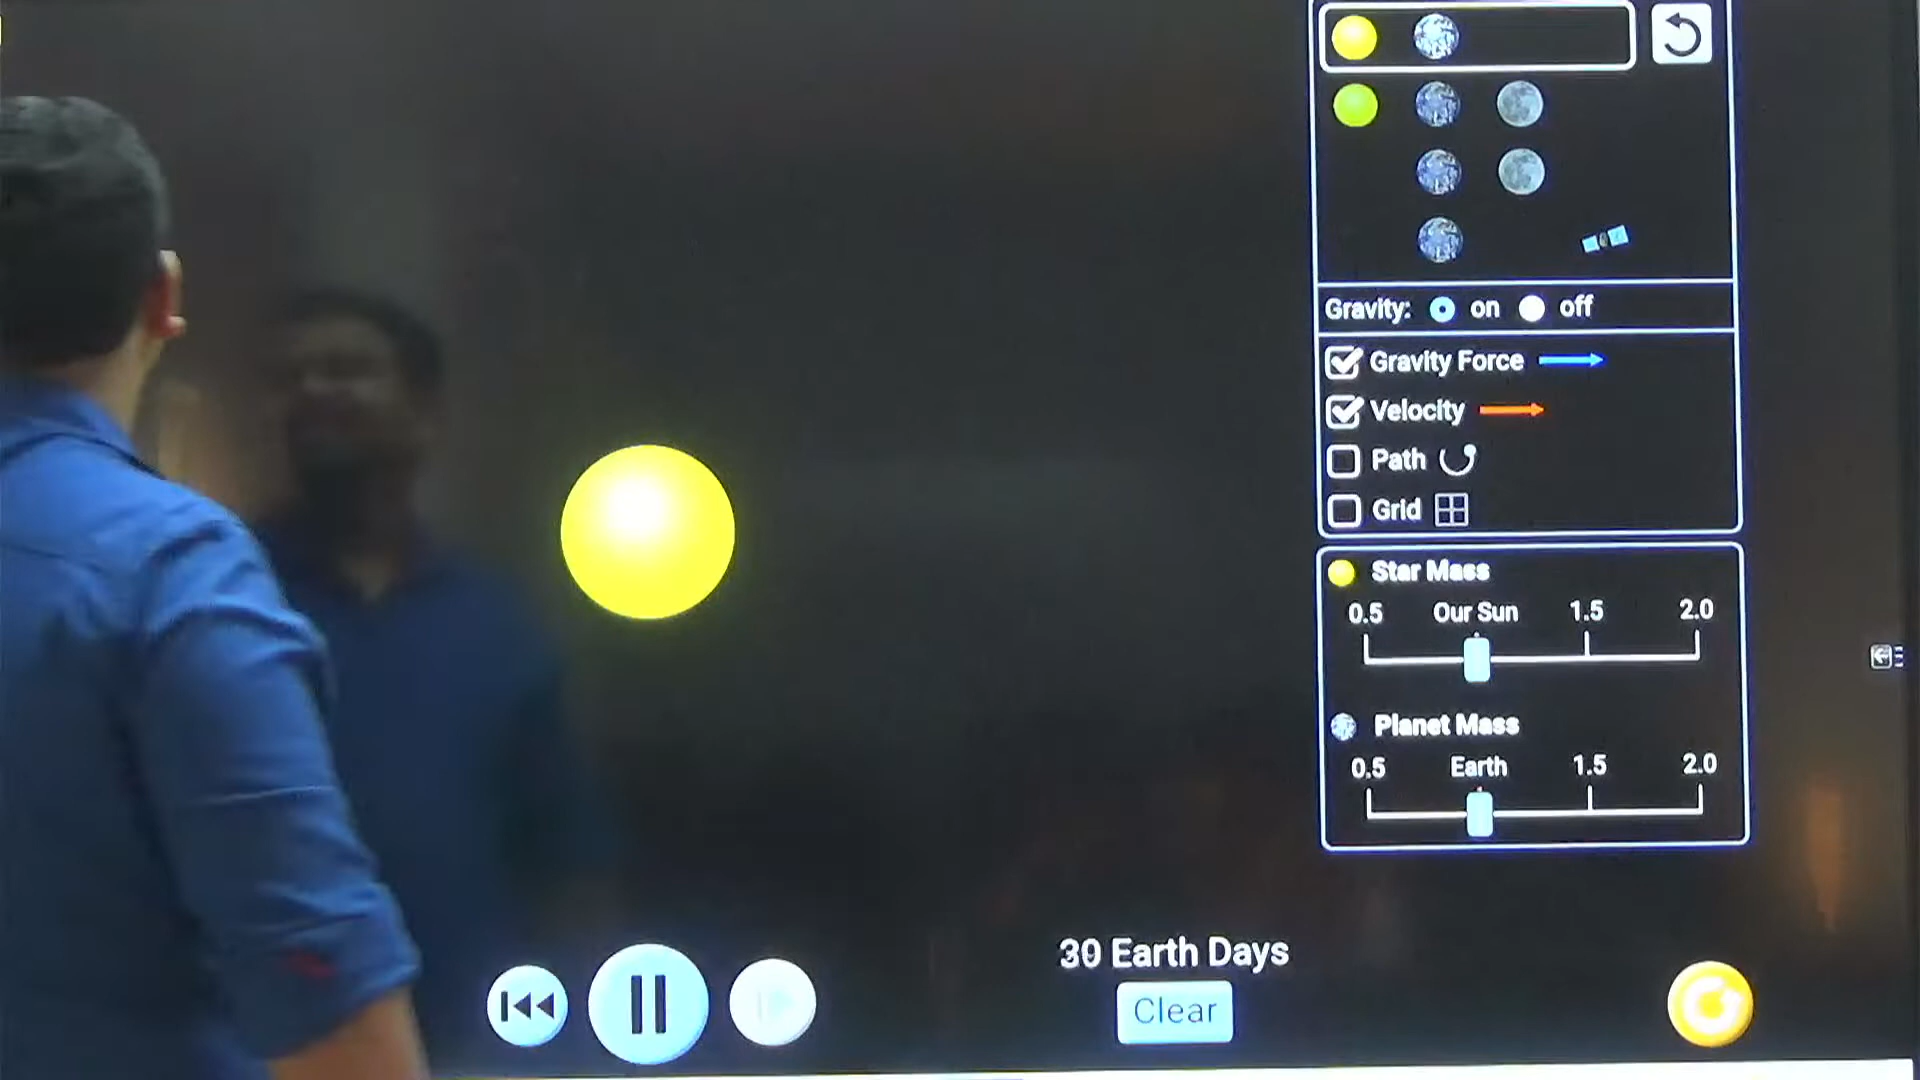 Gravity: on off
Gravity Force
Velocity
Path
Grid
Star Mass
0.5 Our Sun 1.5 2.0
Planet Mass
0.5 Earth 1.5 2.0
30 Earth Days
Clear